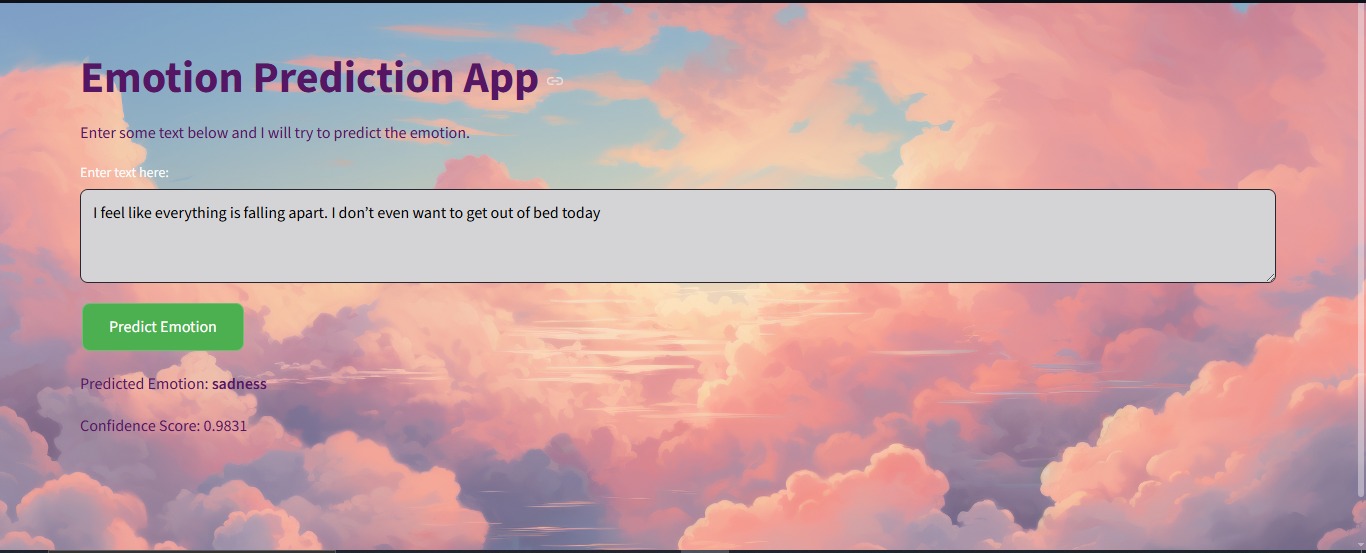 Emotion Prediction App
Enter some text below and I will try to predict the emotion.
Enter text here:
I feel like everything is falling apart. I don’t even want to get out of bed today
Predict Emotion
Predicted Emotion: sadness
Confidence Score: 0.9831